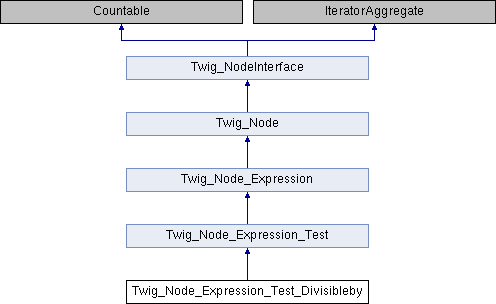 Countable
IteratorAggregate
Twig_NodeInterface
Twig_Node
Twig_Node_Expression
Twig_Node_Expression_Test
Twig_Node_Expression_Test_Divisibleby